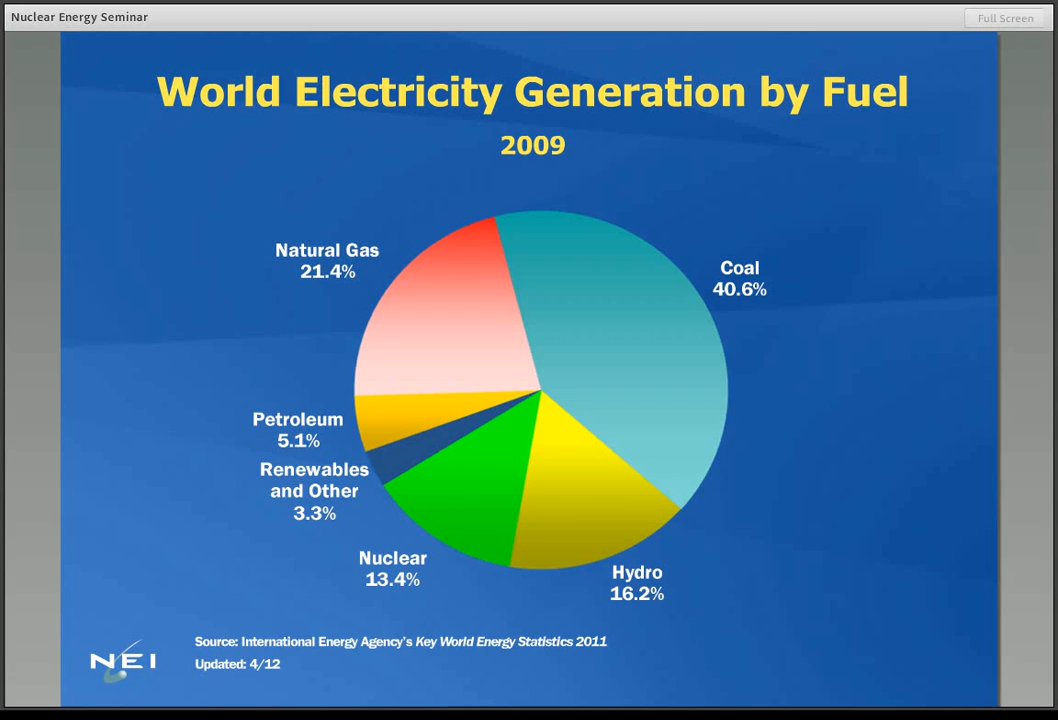 Nuclear Energy Seminar
Full Screen
World Electricity Generation by Fuel
2009
Natural Gas
21.4%
Coal
40.6%
Petroleum
5.1%
Renewables
and Other
3.3%
Nuclear
13.4%
Hydro
16.2%
Source: International Energy Agency's Key World Energy Statistics 2011
Updated: 4/12
NEI